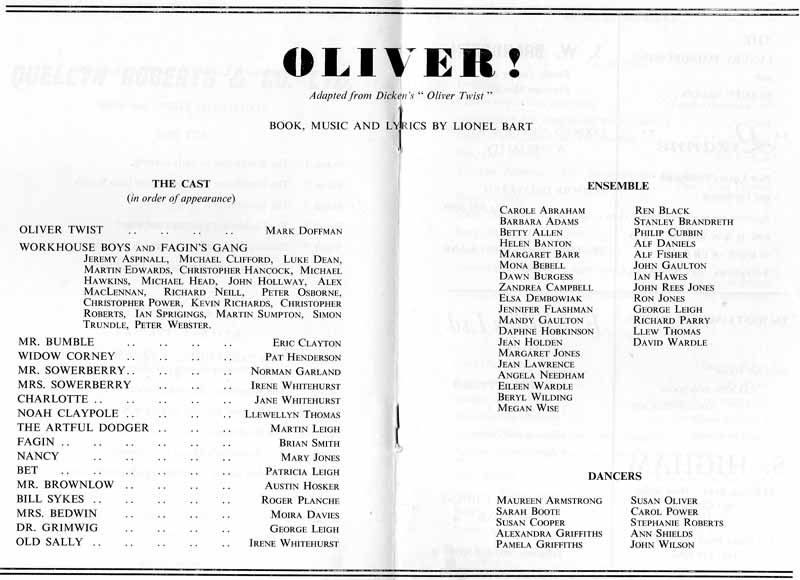 OLIVER!
Adapted from Dicken's " Oliver Twist "
BOOK, MUSIC AND LYRICS BY LIONEL BART
THE CAST
(in order of appearance)
OLIVER TWIST .. .. .. .. MARK DOFFMAN
WORKHOUSE BOYS AND FAGIN'S GANG
JEREMY ASPINALL, MICHAEL CLIFFORD, LUKE DEAN,
MARTIN EDWARDS, CHRISTOPHER HANCOCK, MICHAEL
HAWKINS, MICHAEL HEAD, JOHN HOLLWAY, ALEX
MACLENNAN, RICHARD NEILL, PETER OSBORNE,
CHRISTOPHER POWER, KEVIN RICHARDS, CHRISTOPHER
ROBERTS, IAN SPRIGINGS, MARTIN SUMPTON, SIMON
TRUNDLE, PETER WEBSTER.
MR. BUMBLE .. .. .. .. ERIC CLAYTON
WIDOW CORNEY .. .. .. .. PAT HENDERSON
MR. SOWERBERRY .. .. .. .. NORMAN GARLAND
MRS. SOWERBERRY .. .. .. .. IRENE WHITEHURST
CHARLOTTE .. .. .. .. .. JANE WHITEHURST
NOAH CLAYPOLE .. .. .. .. LLEWELLYN THOMAS
THE ARTFUL DODGER .. .. .. MARTIN LEIGH
FAGIN .. .. .. .. .. BRIAN SMITH
NANCY .. .. .. .. MARY JONES
BET .. .. .. .. .. PATRICIA LEIGH
MR. BROWNLOW .. .. .. .. AUSTIN HOSKER
BILL SYKES .. .. .. .. .. ROGER PLANCHE
MRS. BEDWIN .. .. .. .. MOIRA DAVIES
DR. GRIMWIG .. .. .. .. GEORGE LEIGH
OLD SALLY .. .. .. .. .. IRENE WHITEHURST
ENSEMBLE
CAROLE ABRAHAM
BARBARA ADAMS
BETTY ALLEN
HELEN BANTON
MARGARET BARR
MONA BEBELL
DAWN BURGESS
ZANDREA CAMPBELL
ELSA DEMBOWIAK
JENNIFER FLASHMAN
MANDY GAULTON
DAPHNE HOBKINSON
JEAN HOLDEN
MARGARET JONES
JEAN LAWRENCE
ANGELA NEEDHAM
EILEEN WARDLE
BERYL WILDING
MEGAN WISE
REN BLACK
STANLEY BRANDRETH
PHILIP CUBBIN
ALF DANIELS
ALF FISHER
JOHN GAULTON
IAN HAWES
JOHN REES JONES
RON JONES
GEORGE LEIGH
RICHARD PARRY
LLEW THOMAS
DAVID WARDLE
DANCERS
MAUREEN ARMSTRONG
SARAH BOOTE
SUSAN COOPER
ALEXANDRA GRIFFITHS
PAMELA GRIFFITHS
SUSAN OLIVER
CAROL POWER
STEPHANIE ROBERTS
ANN SHIELDS
JOHN WILSON